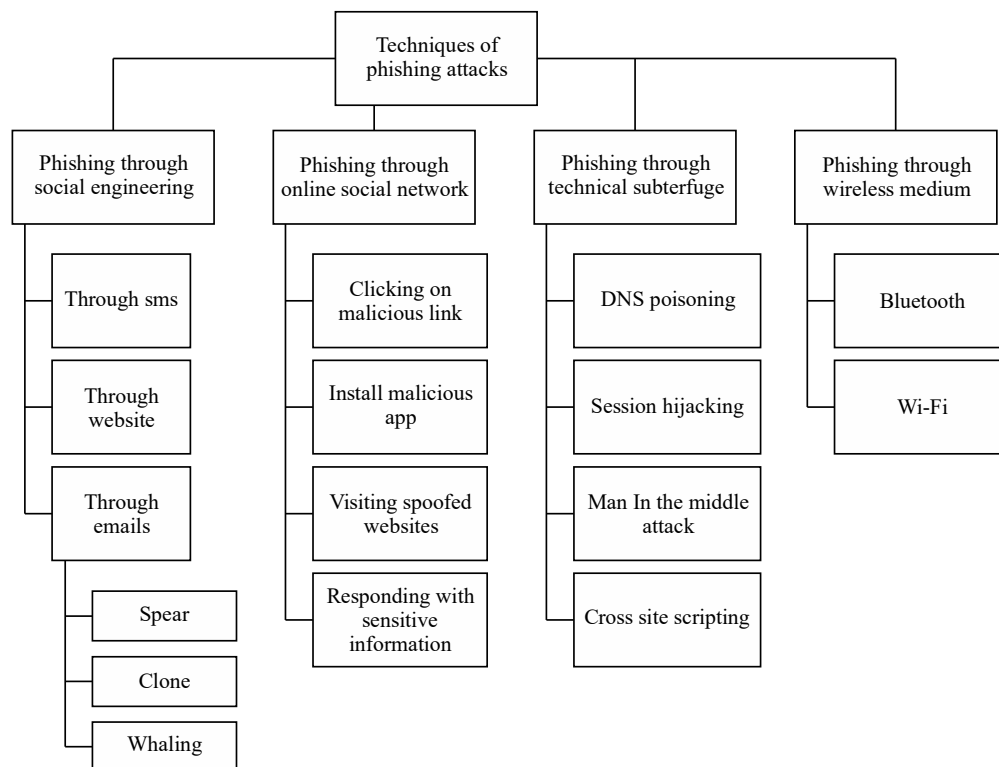 Techniques of
phishing attacks
Phishing through
social engineering
Phishing through
online social network
Phishing through
technical subterfuge
Phishing through
wireless medium
Through sms
Through
website
Through
emails
Spear
Clone
Whaling
Clicking on
malicious link
Install malicious
app
Visiting spoofed
websites
Responding with
sensitive
information
DNS poisoning
Session hijacking
Man In the middle
attack
Cross site scripting
Bluetooth
Wi-Fi